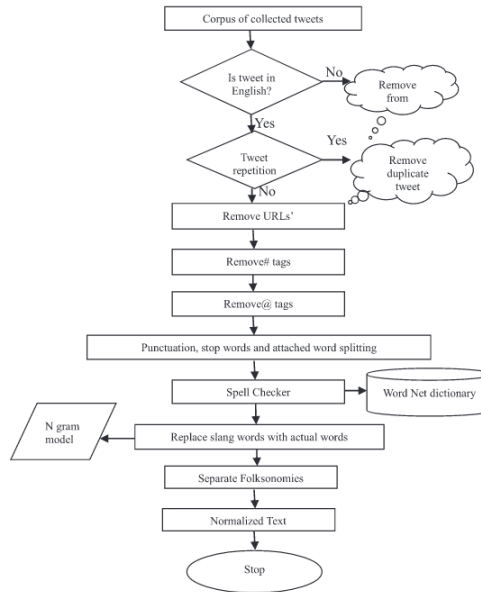 Corpus of collected tweets
Is tweet in
English?
No
Remove
from
Yes
Tweet
repetition
Yes
Remove
duplicate
tweet
No
Remove URLs'
Remove# tags
Remove@ tags
Punctuation, stop words and attached word splitting
Spell Checker
Word Net dictionary
N gram
model
Replace slang words with actual words
Separate Folksonomies
Normalized Text
Stop